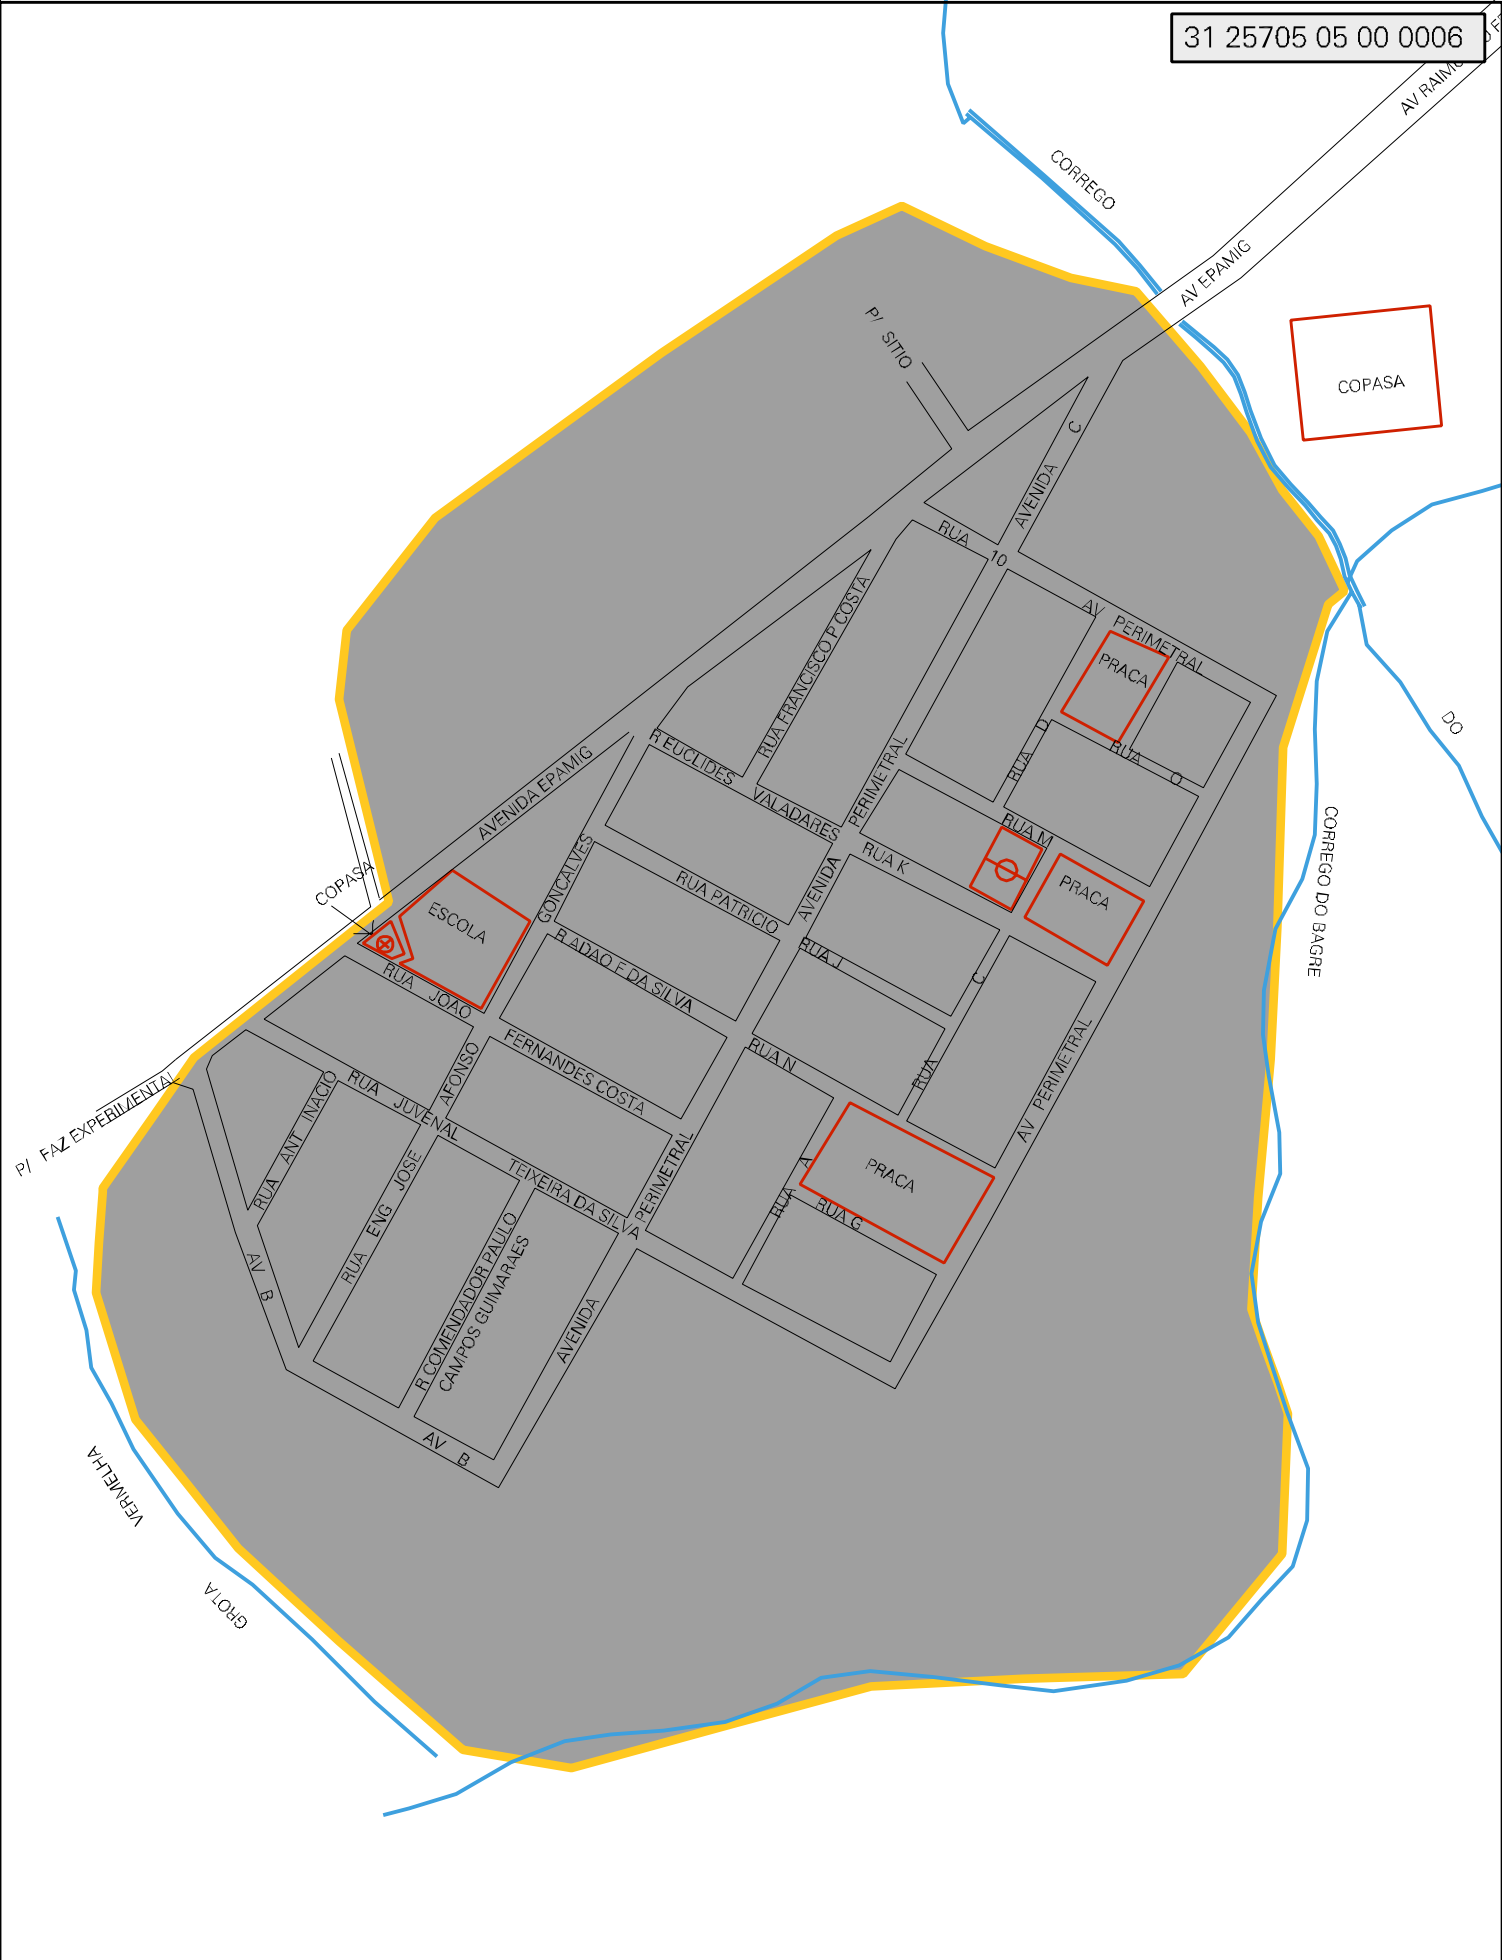 31 25705 05 00 0006
AV RAIMU
CORREGO
AV EPAMIG
P/ SITIO
COPASA
AVENIDA C
RUA 10
AV PERIMETRAL
PRACA
RUA FRANCISCO P COSTA
RUA D
RUA O
DO
R EUCLIDES VALADARES
PERIMETRAL
AVENIDA EPAMIG
RUA M
RUA K
CORREGO DO BAGRE
COPASA
GONCALVES
RUA PATRICIO
AVENIDA
PRACA
ESCOLA
R ADAO F DA SILVA
RUA J
RUA C
RUA JOAO
FERNANDES COSTA
RUA N
AV PERIMETRAL
AFONSO
P/ FAZ EXPERIMENTAL
RUA ANT INACIO
RUA JUVENAL
TEIXEIRA DA SILVA
PERIMETRAL
RUA A
PRACA
RUA G
RUA ENG JOSE
R COMENDADOR PAULO
CAMPOS GUIMARAES
AV B
AVENIDA
AV B
VERMELHA
GROTA